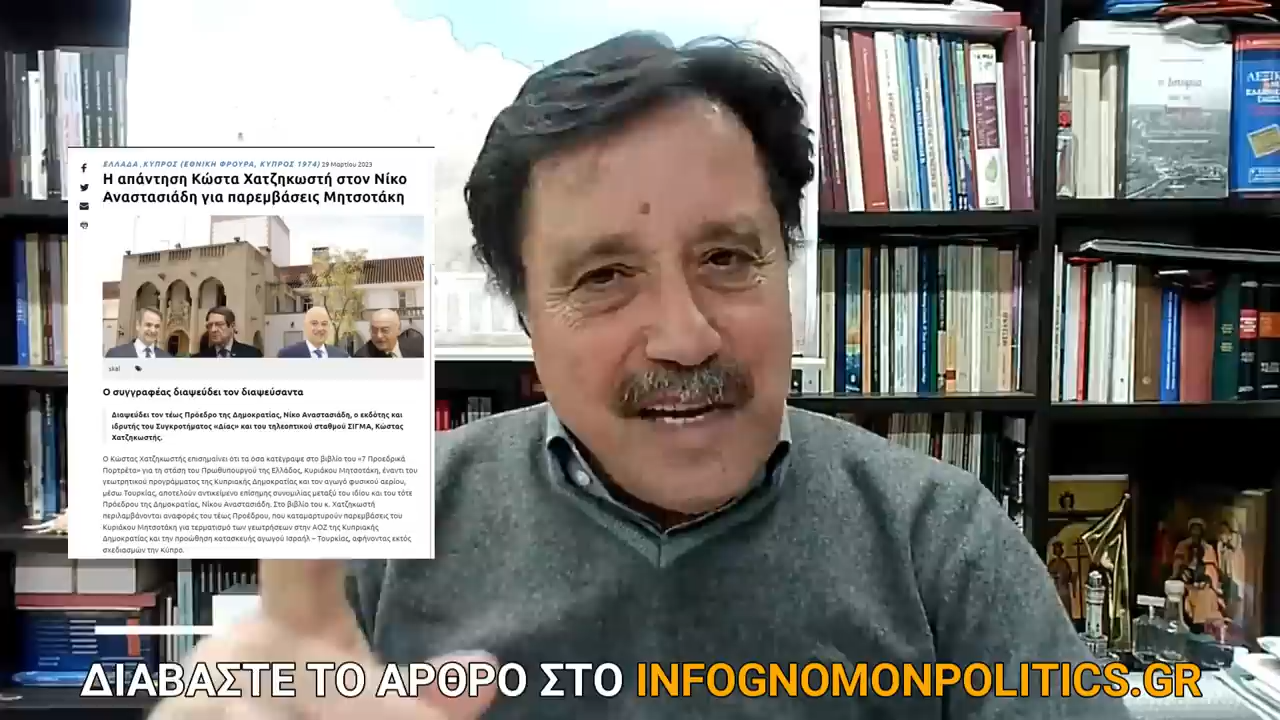 ΕΛΛΑΔΑ, ΚΥΠΡΟΣ (ΕΘΝΙΚΗ ΦΡΟΥΡΑ, ΚΥΠΡΟΣ 1974) 29 Μαρτίου 2023
Η απάντηση Κώστα Χατζηκωστή στον Νίκο
Αναστασιάδη για παρεμβάσεις Μητσοτάκη
skai
Ο συγγραφέας διαψεύδει τον διαψεύσαντα
Διαψεύδει τον τέως Πρόεδρο της Δημοκρατίας, Νίκο Αναστασιάδη, ο εκδότης και
ιδρυτής του Συγκροτήματος «Δίας» και του τηλεοπτικού σταθμού ΣΙΓΜΑ, Κώστας
Χατζηκωστής.
Ο Κώστας Χατζηκωστής επισημαίνει ότι τα όσα κατέγραψε στο βιβλίο του «7 Προεδρικά
Πορτρέτα» για τη στάση του Πρωθυπουργού της Ελλάδος, Κυριάκου Μητσοτάκη, έναντι του
γεωτρητικού προγράμματος της Κυπριακής Δημοκρατίας και τον αγωγό φυσικού αερίου,
μέσω Τουρκίας, αποτελούν αντικείμενο επίσημης συνομιλίας μεταξύ του ιδίου και του τότε
Πρόεδρου της Δημοκρατίας, Νίκου Αναστασιάδη. Στο βιβλίο του κ. Χατζηκωστή
περιλαμβάνονται αναφορές του τέως Προέδρου, που καταμαρτυρούν παρεμβάσεις του
Κυριάκου Μητσοτάκη για τερματισμό των γεωτρήσεων στην ΑΟΖ της Κυπριακής
Δημοκρατίας και την προώθηση κατασκευής αγωγού Ισραήλ – Τουρκίας, αφήνοντας εκτός
σχεδιασμών την Κύπρο.
ΔΙΑΒΑΣΤΕ ΤΟ ΑΡΘΡΟ ΣΤΟ INFOGNOMONPOLITICS.GR